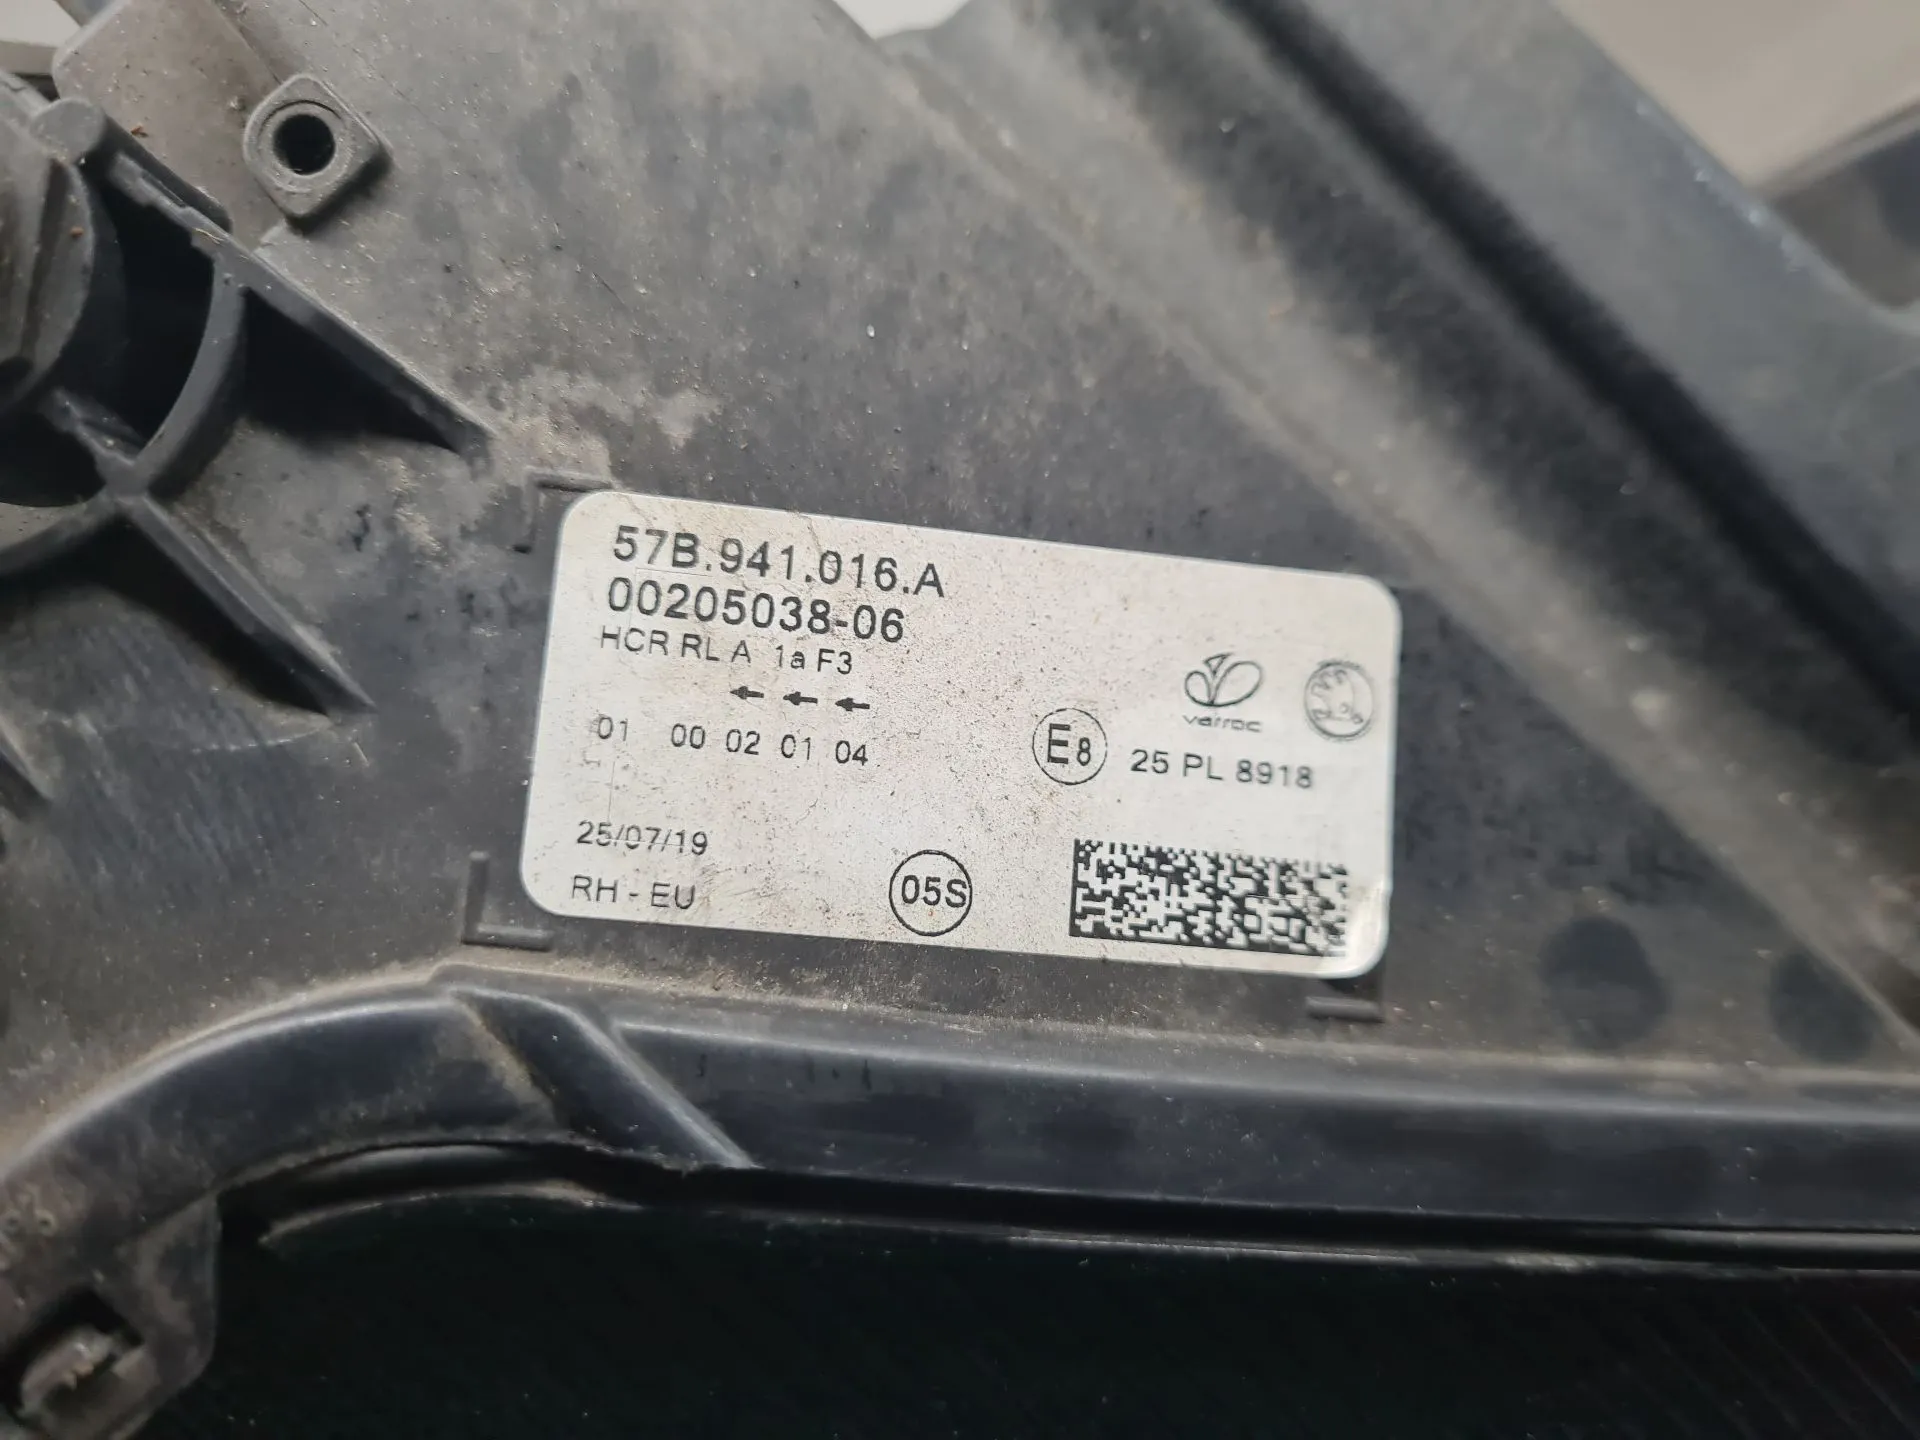 57B.941.016.A
00205038-06
HCR RL A 1a F3
varroc
01 00 02 01 04
E8 25 PL 8918
25/07/19
RH - EU
05S